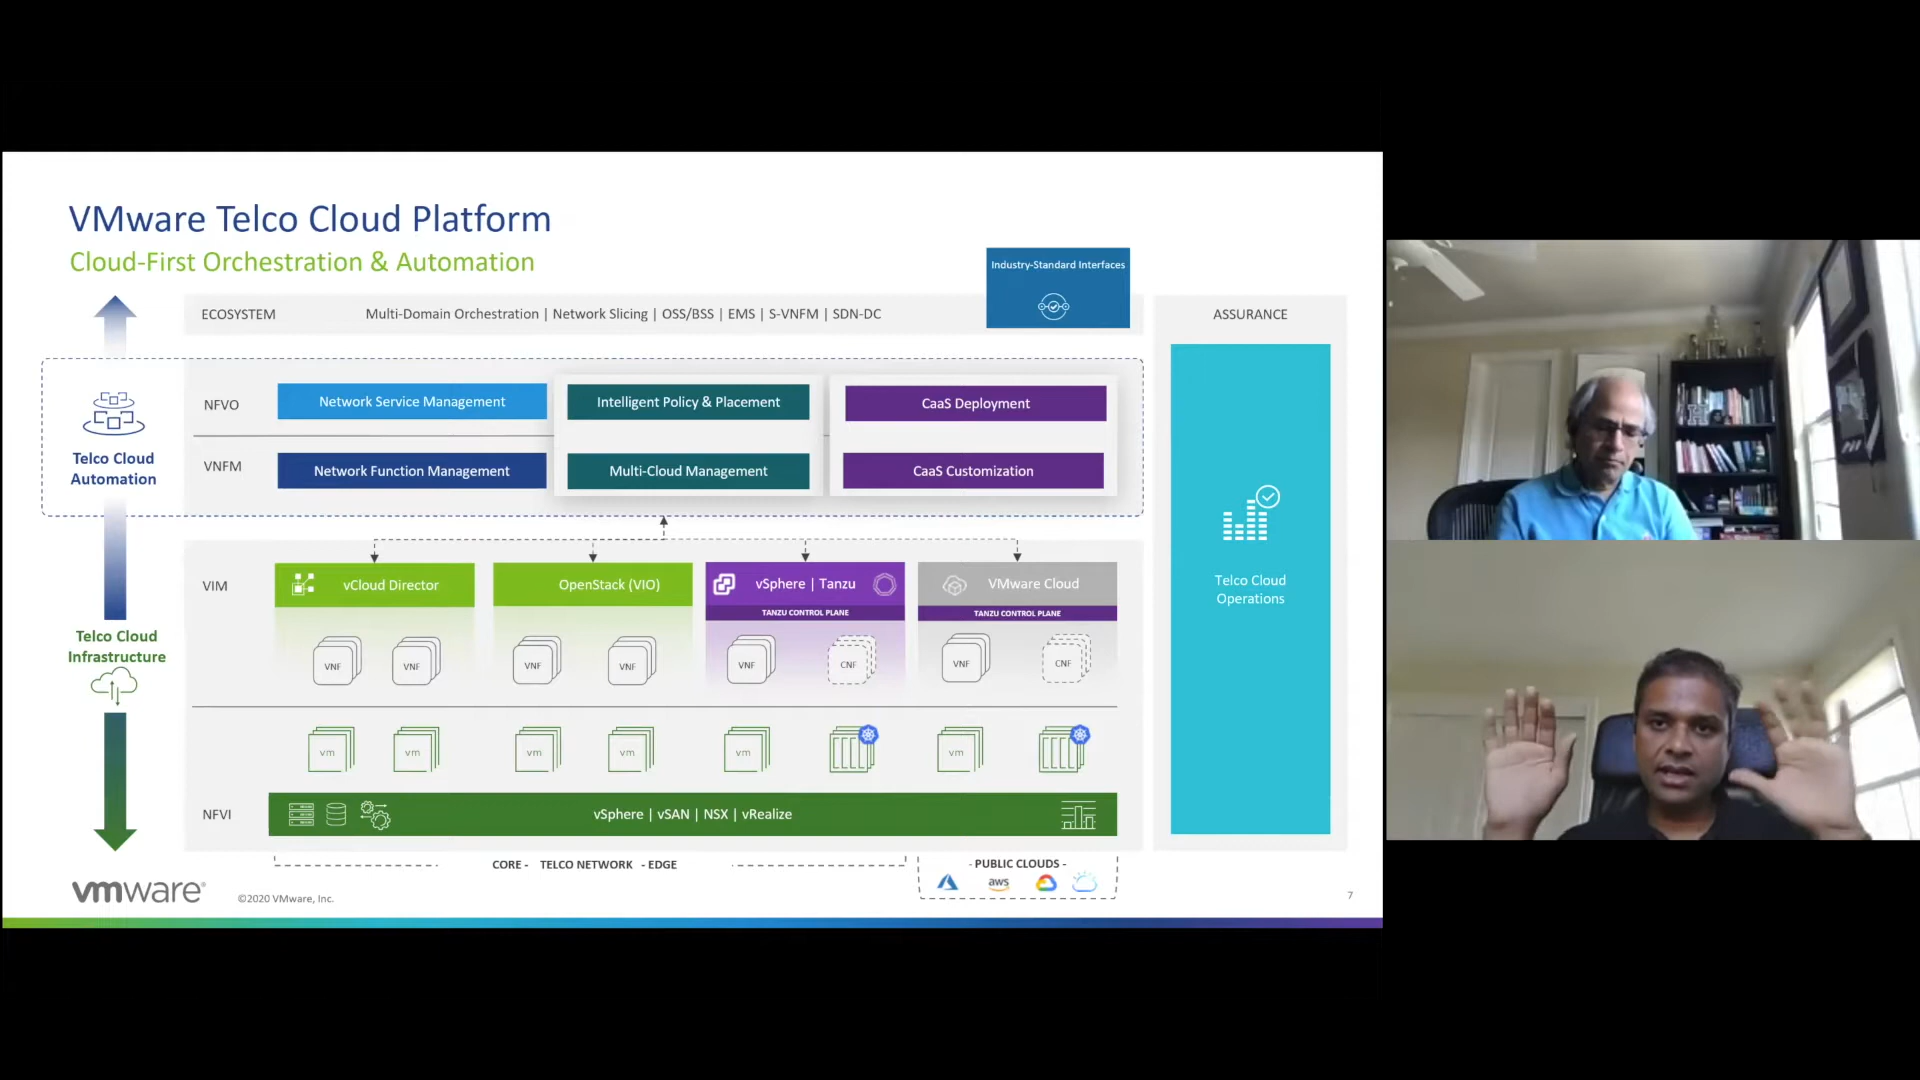 VMware Telco Cloud Platform
Cloud-First Orchestration & Automation
Industry-Standard Interfaces
ECOSYSTEM
Multi-Domain Orchestration | Network Slicing | OSS/BSS | EMS | S-VNFM | SDN-DC
ASSURANCE
Telco Cloud
Automation
NFVO
Network Service Management
Intelligent Policy & Placement
CaaS Deployment
VNFM
Network Function Management
Multi-Cloud Management
CaaS Customization
Telco Cloud
Operations
VIM
vCloud Director
OpenStack (VIO)
vSphere | Tanzu
VMware Cloud
TANZU CONTROL PLANE
TANZU CONTROL PLANE
Telco Cloud
Infrastructure
VNF
VNF
VNF
VNF
VNF
CNF
VNF
CNF
vm
vm
vm
vm
vm
vm
NFVI
vSphere | vSAN | NSX | vRealize
CORE - TELCO NETWORK - EDGE
- PUBLIC CLOUDS -
aws
vmware®
©2020 VMware, Inc.
7